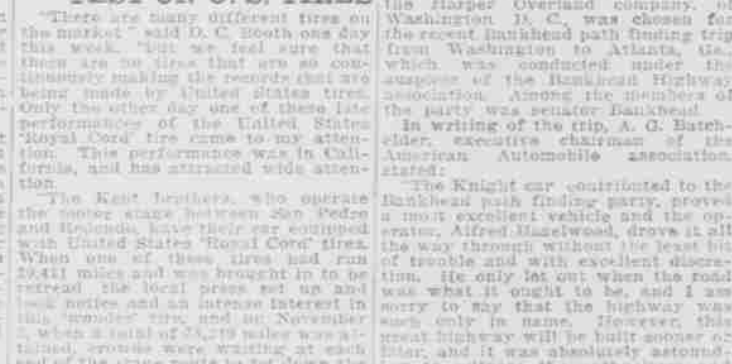 "There are many different tires on
the market," said D. C. Booth one day
this week, "but we feel sure that
there are no tires that are so con-
tinuously making the records that are
being made by United States tires.
Only the other day one of these late
performances of the United States
'Royal Cord' tire came to my atten-
tion. This performance was in Cali-
fornia, and has attracted wide atten-
tion.
"The Kent brothers, who operate
the motor stage between San Pedro
and Redondo, have their car equipped
with United States 'Royal Cord' tires.
When one of these tires had run
miles and was brought in to be
retread the local press set up and
took notice and an intense interest in
this 'wonder' tire, and on November
when a total of miles was at-
tained, crowds were waiting at each
end of the
the Harper Overland company, of
Washington D. C., was chosen for
the recent Bankhead path finding trip
from Washington to Atlanta, Ga.,
which was conducted under the
auspices of the Bankhead Highway
association. Among the members of
the party was senator Bankhead.
In writing of the trip, A. G. Batch-
elder, executive chairman of the
American Automobile association,
stated:
"The Knight car contributed to the
Bankhead path finding party, proved
a most excellent vehicle and the op-
erator, Alfred Hazelwood, drove it all
the way through without the least bit
of trouble and with excellent discre-
tion. He only let out when the road
was what it ought to be, and I am
sorry to say that the highway was
such only in name. However, this
great highway will be built sooner or
later, and it was absolutely